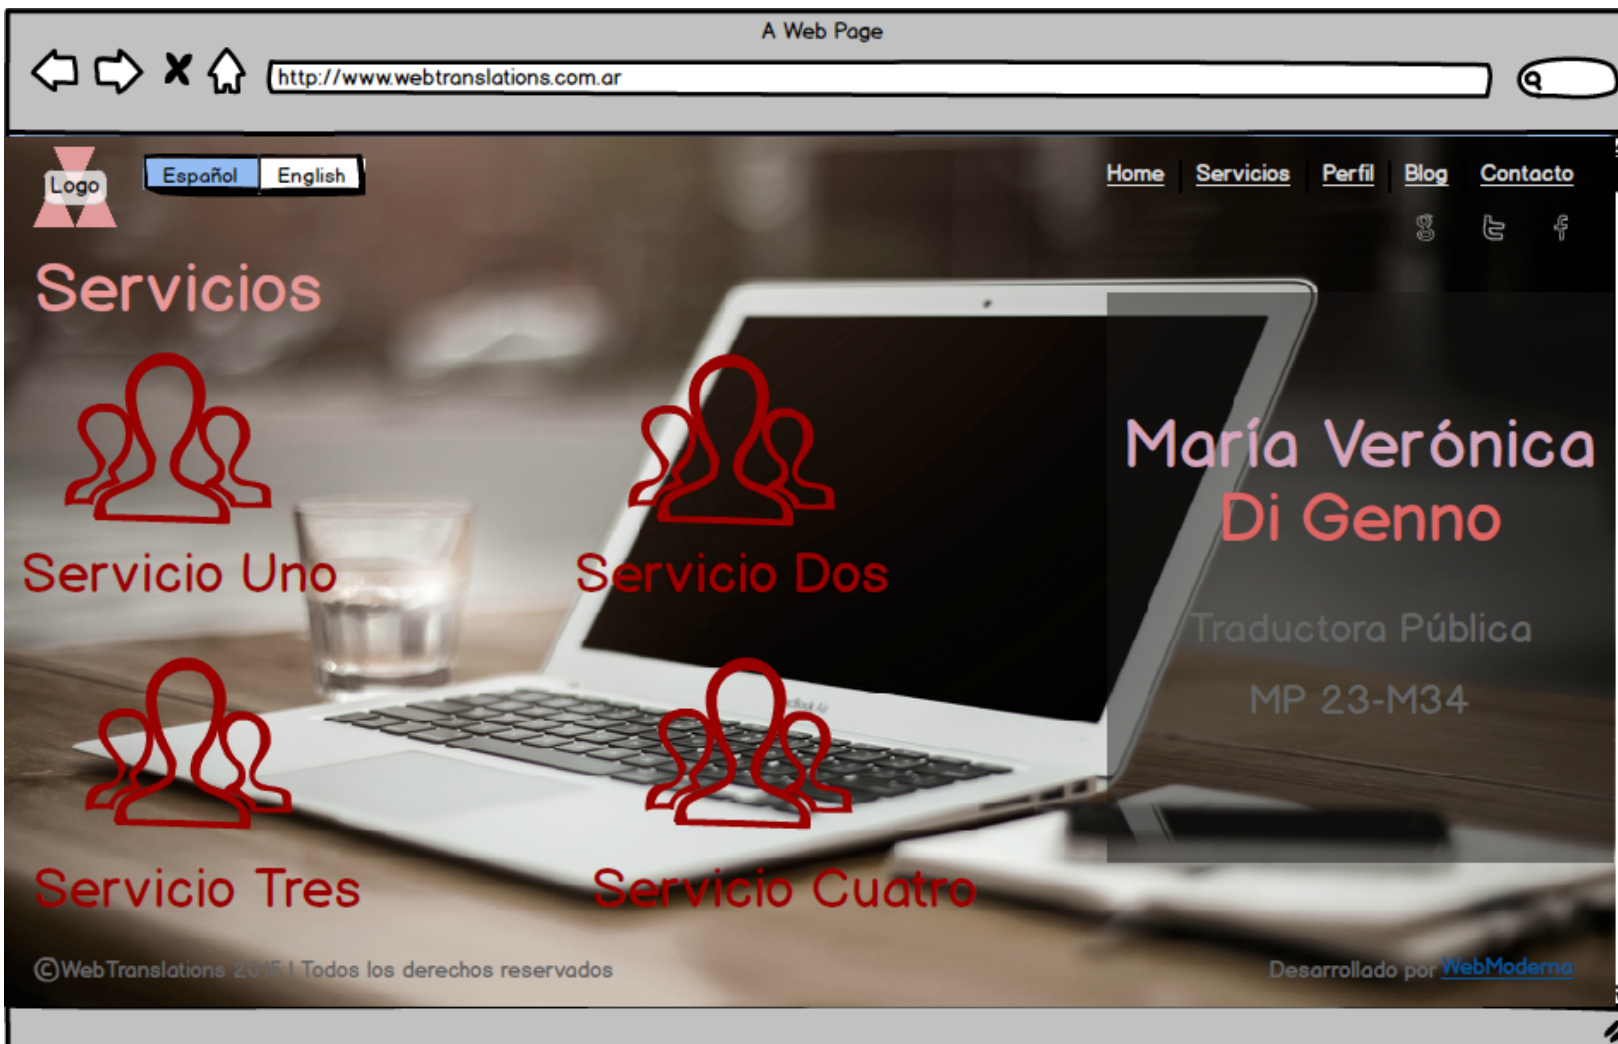 A Web Page
http://www.webtranslations.com.ar
Logo
Español English
Home Servicios Perfil Blog Contacto
g t f
Servicios
María Verónica
Di Genno
Servicio Uno
Servicio Dos
Traductora Pública
MP 23-M34
MacBook Air
Servicio Tres
Servicio Cuatro
©WebTranslations 2015 | Todos los derechos reservados
Desarrollado por WebModerna